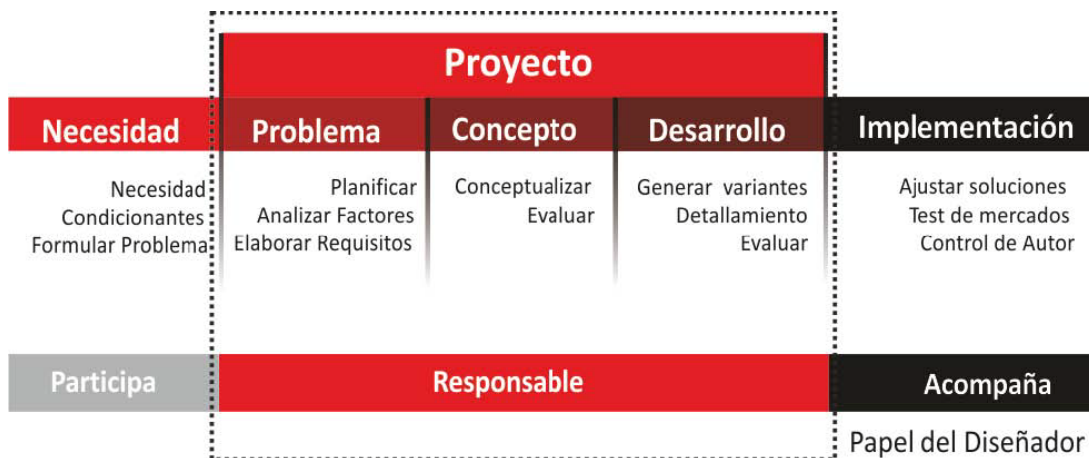 Proyecto
Necesidad
Problema
Concepto
Desarrollo
Implementación
Necesidad
Condicionantes
Formular Problema
Planificar
Analizar Factores
Elaborar Requisitos
Conceptualizar
Evaluar
Generar variantes
Detallamiento
Evaluar
Ajustar soluciones
Test de mercados
Control de Autor
Participa
Responsable
Acompaña
Papel del Diseñador